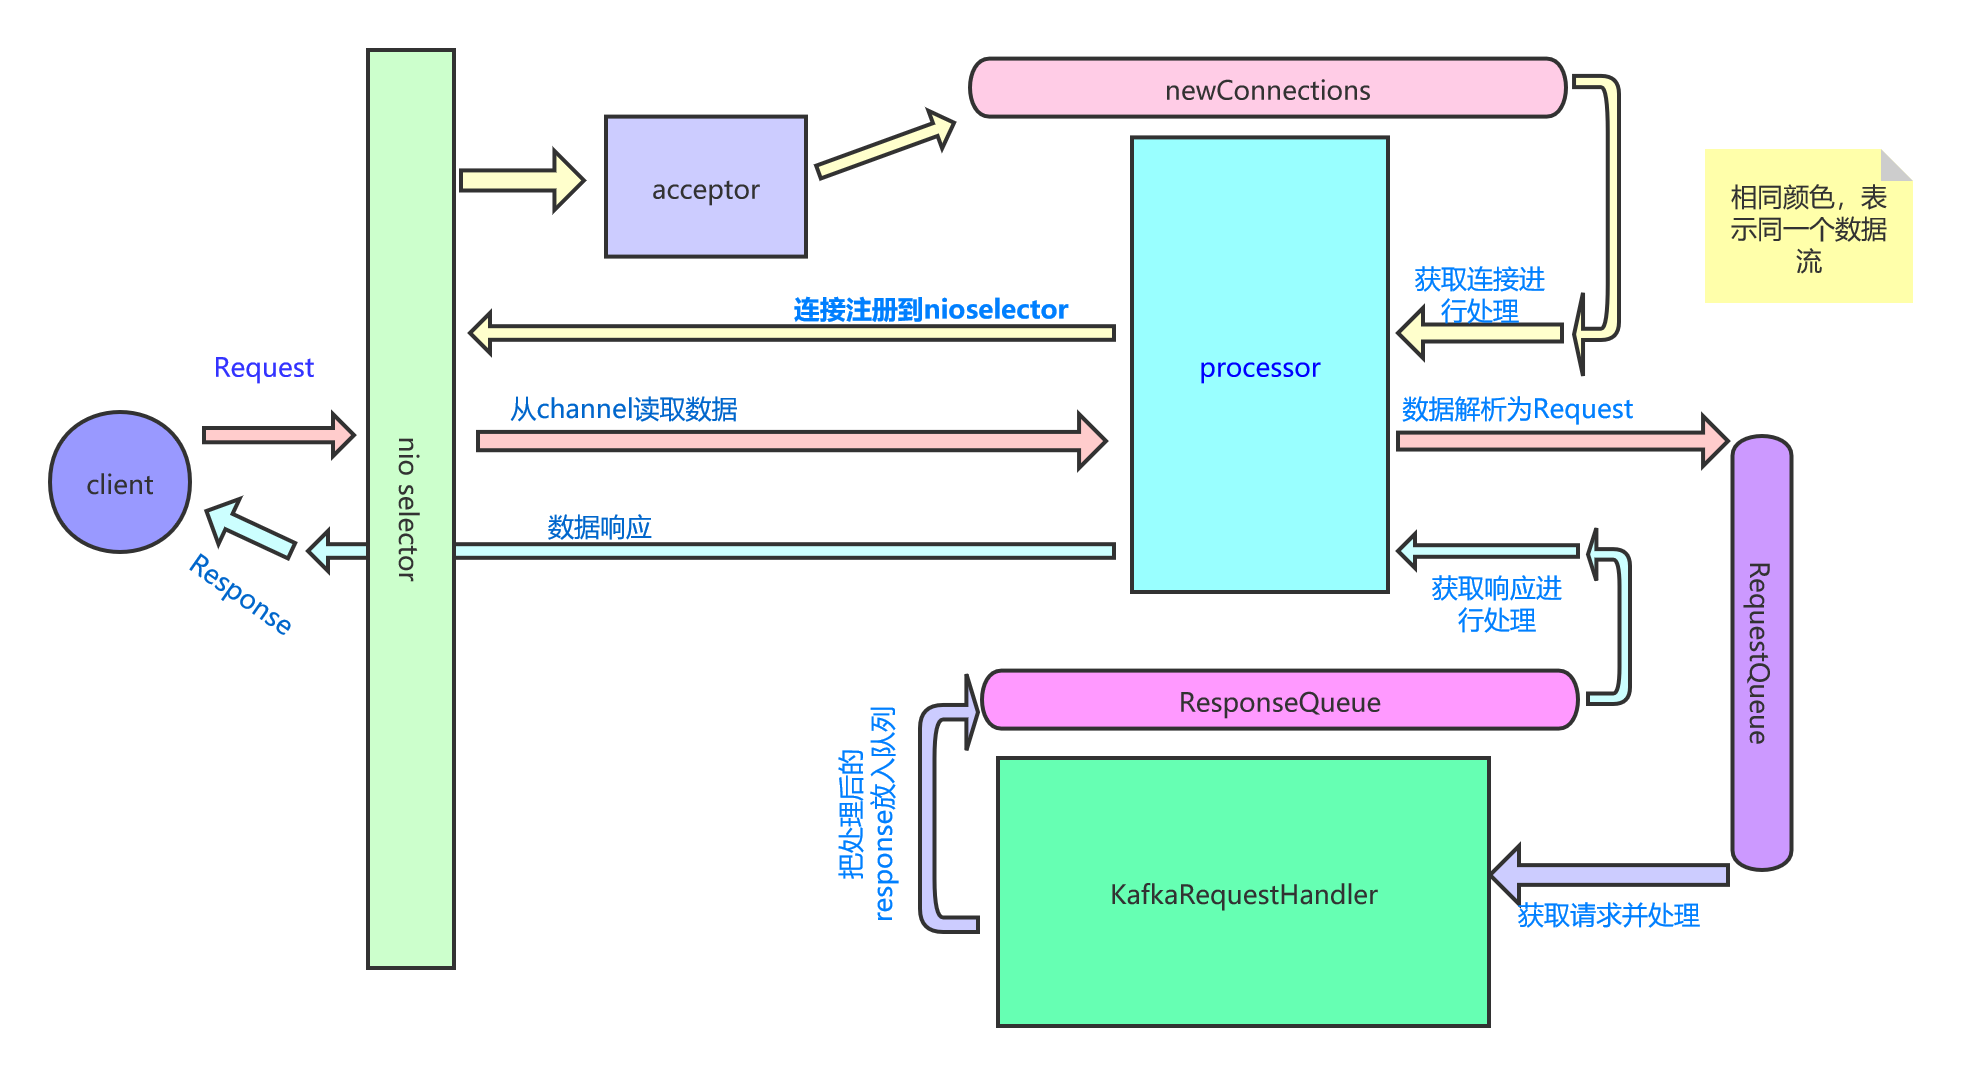 newConnections
acceptor
相同颜色，表
示同一个数据
流
获取连接进
行处理
连接注册到nioselector
Request
processor
从channel读取数据
数据解析为Request
client
nio selector
数据响应
Response
获取响应进
行处理
RequestQueue
ResponseQueue
把处理后的
response放入队列
KafkaRequestHandler
获取请求并处理